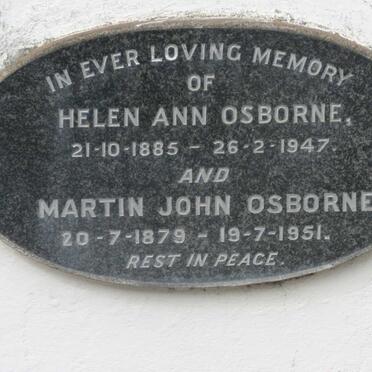 IN EVER LOVING MEMORY
OF
HELEN ANN OSBORNE,
21-10-1885 - 26-2-1947.
AND
MARTIN JOHN OSBORNE
20-7-1879 - 19-7-1951.
REST IN PEACE.